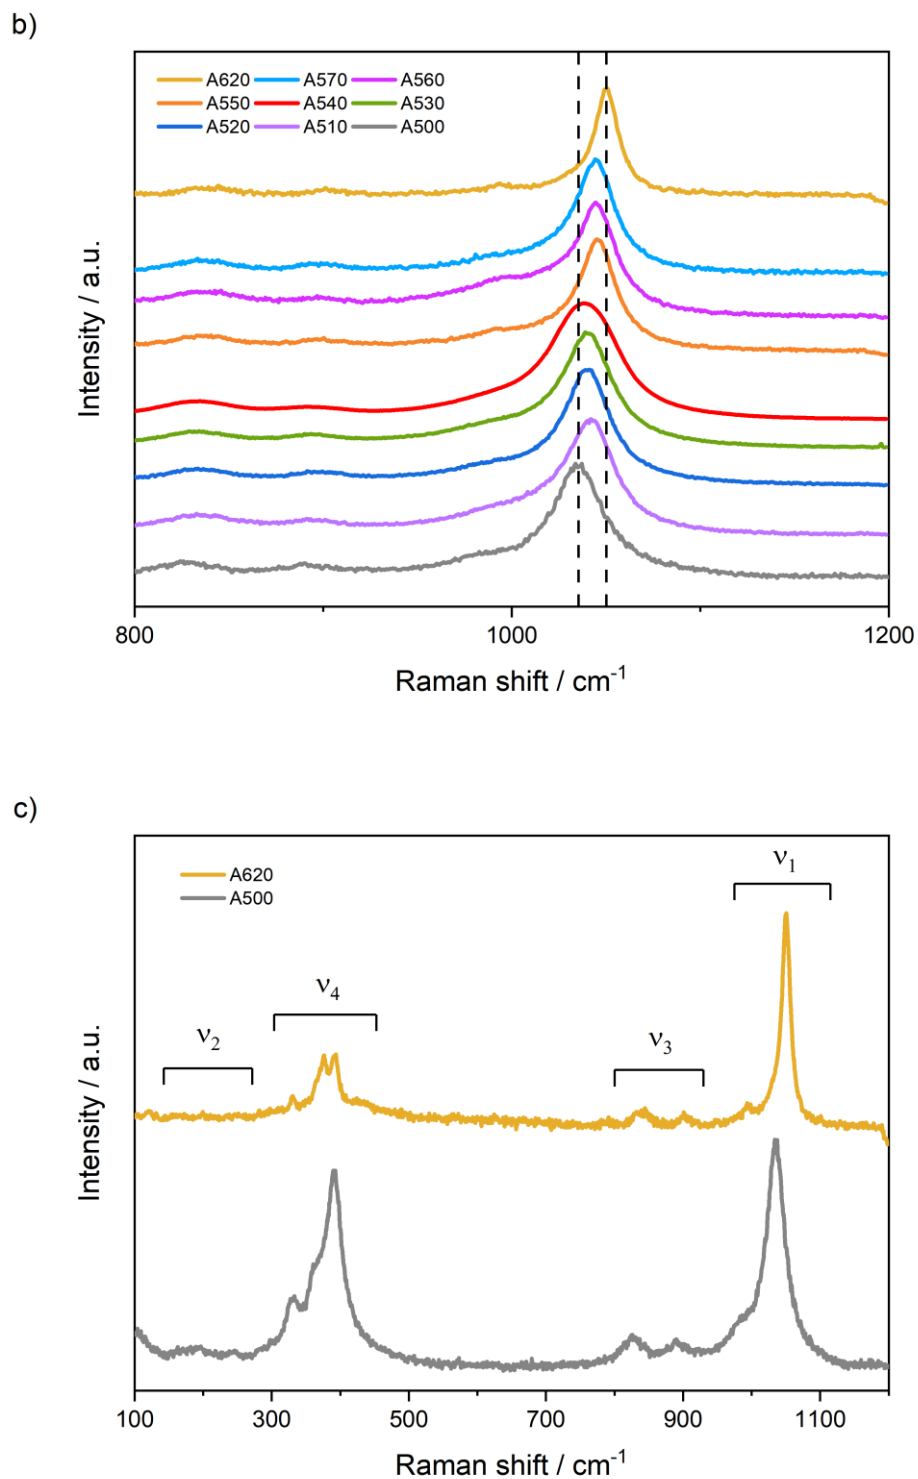 b)
A620 A570 A560
A550 A540 A530
A520 A510 A500
Intensity / a.u.
800 1000 1200
Raman shift / cm⁻¹
c)
A620
A500
ν₁
ν₄
ν₂
ν₃
Intensity / a.u.
100 300 500 700 900 1100
Raman shift / cm⁻¹